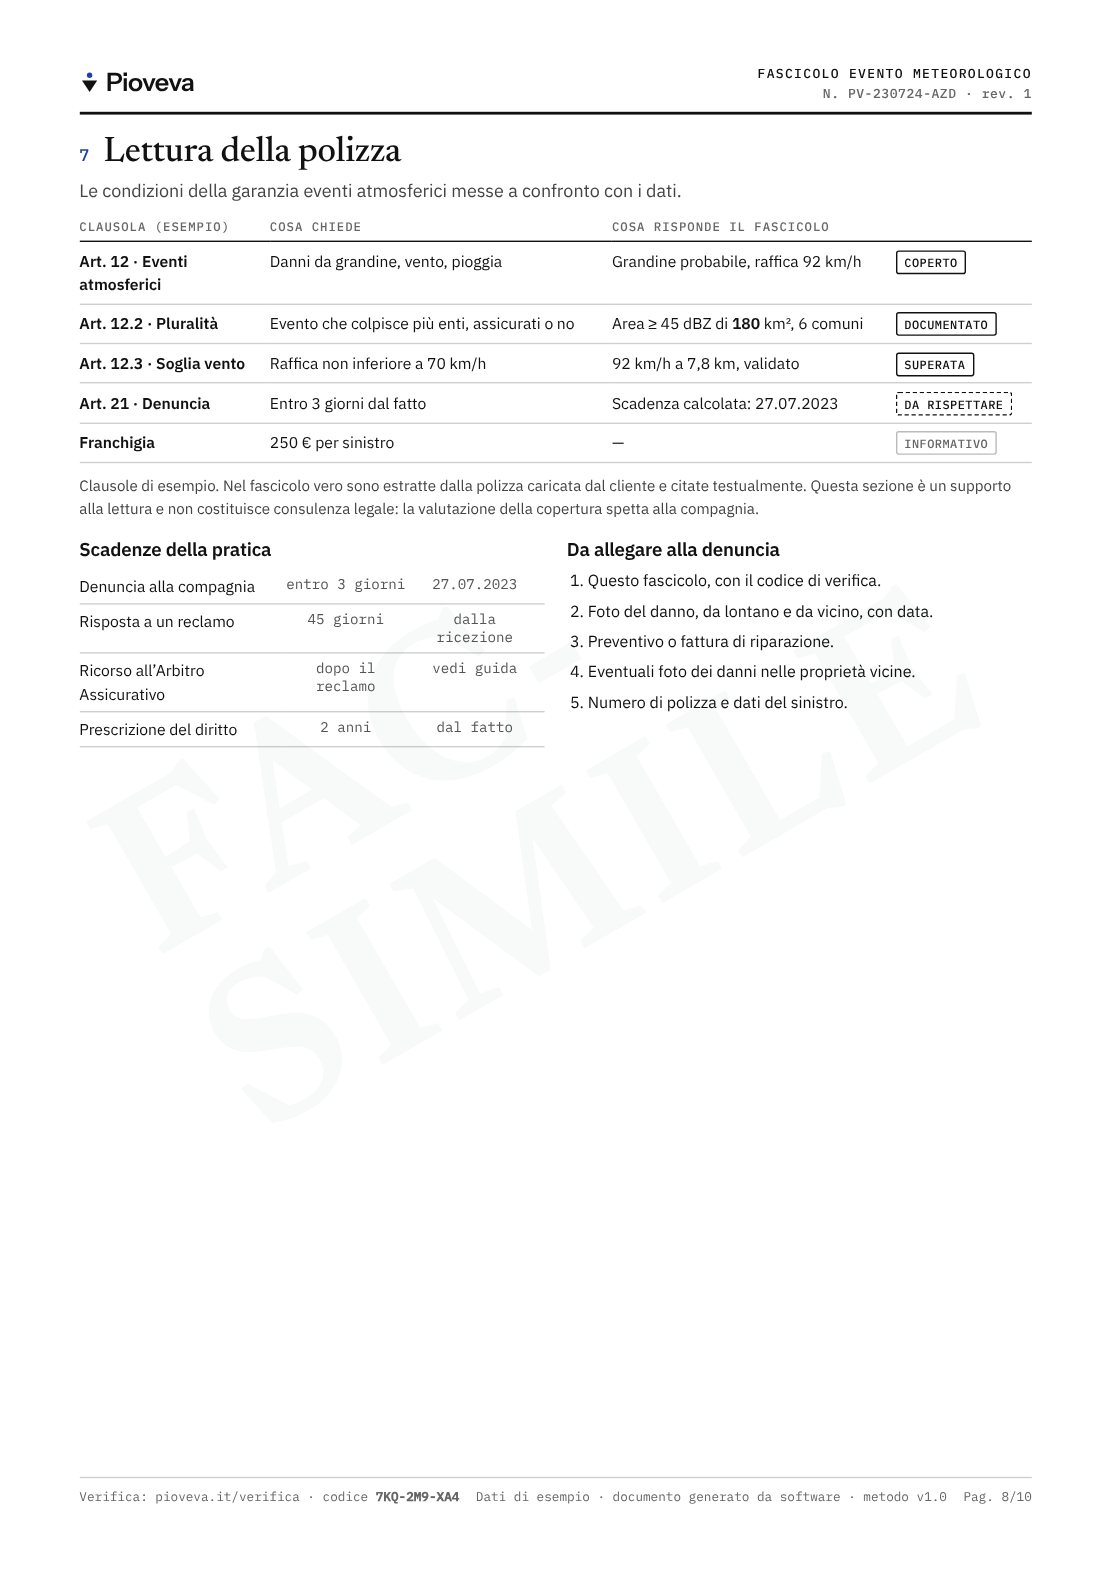 Pioveva
FASCICOLO EVENTO METEOROLOGICO
N. PV-230724-AZD · rev. 1
7 Lettura della polizza
Le condizioni della garanzia eventi atmosferici messe a confronto con i dati.
CLAUSOLA (ESEMPIO) COSA CHIEDE COSA RISPONDE IL FASCICOLO
Art. 12 · Eventi atmosferici Danni da grandine, vento, pioggia Grandine probabile, raffica 92 km/h COPERTO
Art. 12.2 · Pluralità Evento che colpisce più enti, assicurati o no Area ≥ 45 dBZ di 180 km², 6 comuni DOCUMENTATO
Art. 12.3 · Soglia vento Raffica non inferiore a 70 km/h 92 km/h a 7,8 km, validato SUPERATA
Art. 21 · Denuncia Entro 3 giorni dal fatto Scadenza calcolata: 27.07.2023 DA RISPETTARE
Franchigia 250 € per sinistro — INFORMATIVO
Clausole di esempio. Nel fascicolo vero sono estratte dalla polizza caricata dal cliente e citate testualmente. Questa sezione è un supporto
alla lettura e non costituisce consulenza legale: la valutazione della copertura spetta alla compagnia.
Scadenze della pratica
Denuncia alla compagnia entro 3 giorni 27.07.2023
Risposta a un reclamo 45 giorni dalla ricezione
Ricorso all’Arbitro Assicurativo dopo il reclamo vedi guida
Prescrizione del diritto 2 anni dal fatto
Da allegare alla denuncia
1. Questo fascicolo, con il codice di verifica.
2. Foto del danno, da lontano e da vicino, con data.
3. Preventivo o fattura di riparazione.
4. Eventuali foto dei danni nelle proprietà vicine.
5. Numero di polizza e dati del sinistro.
FAC-
SIMILE
Verifica: pioveva.it/verifica · codice 7KQ-2M9-XA4 Dati di esempio · documento generato da software · metodo v1.0 Pag. 8/10